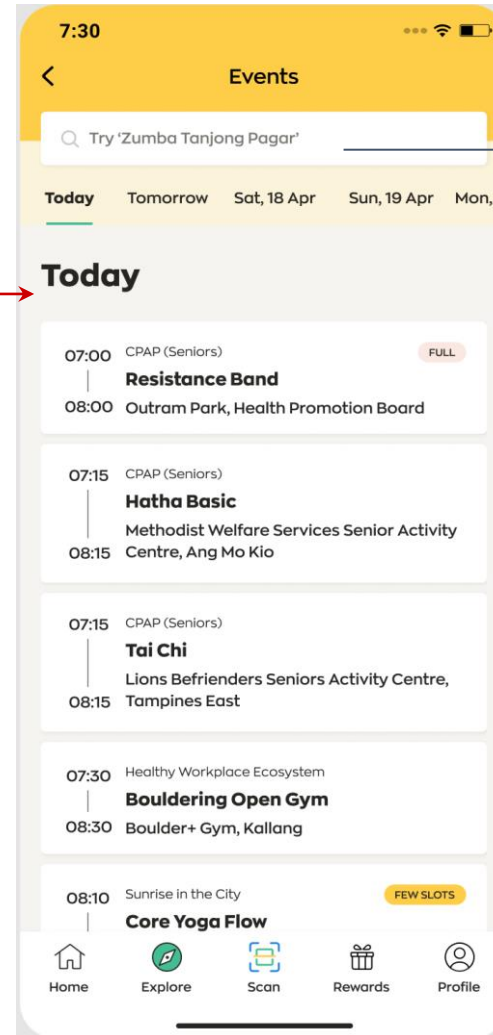 7:30
Events
Try 'Zumba Tanjong Pagar'
Today Tomorrow Sat, 18 Apr Sun, 19 Apr Mon,
Today
07:00 CPAP (Seniors) FULL
Resistance Band
08:00 Outram Park, Health Promotion Board
07:15 CPAP (Seniors)
Hatha Basic
Methodist Welfare Services Senior Activity
08:15 Centre, Ang Mo Kio
07:15 CPAP (Seniors)
Tai Chi
Lions Befrienders Seniors Activity Centre,
08:15 Tampines East
07:30 Healthy Workplace Ecosystem
Bouldering Open Gym
08:30 Boulder+ Gym, Kallang
08:10 Sunrise in the City FEW SLOTS
Core Yoga Flow
Home Explore Scan Rewards Profile